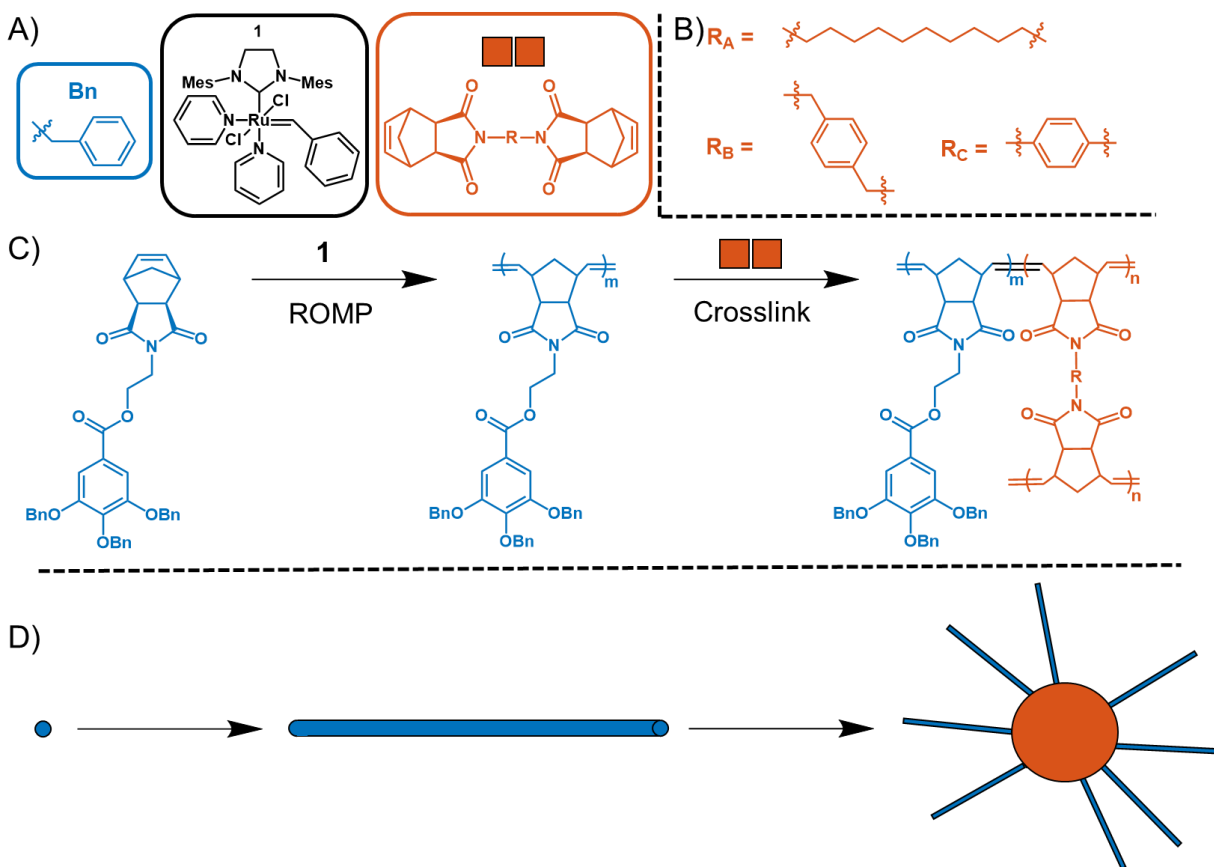 A)
Bn
1
Mes
N
N
Mes
Cl
N
Ru
Cl
N
O
O
N
R
N
O
O
B)
R_A =
R_B =
R_C =
C)
O
N
O
O
O
BnO
OBn
OBn
1
ROMP
m
O
N
O
O
O
BnO
OBn
OBn
Crosslink
m
n
O
N
O
O
N
O
R
N
O
O
O
O
n
BnO
OBn
OBn
D)